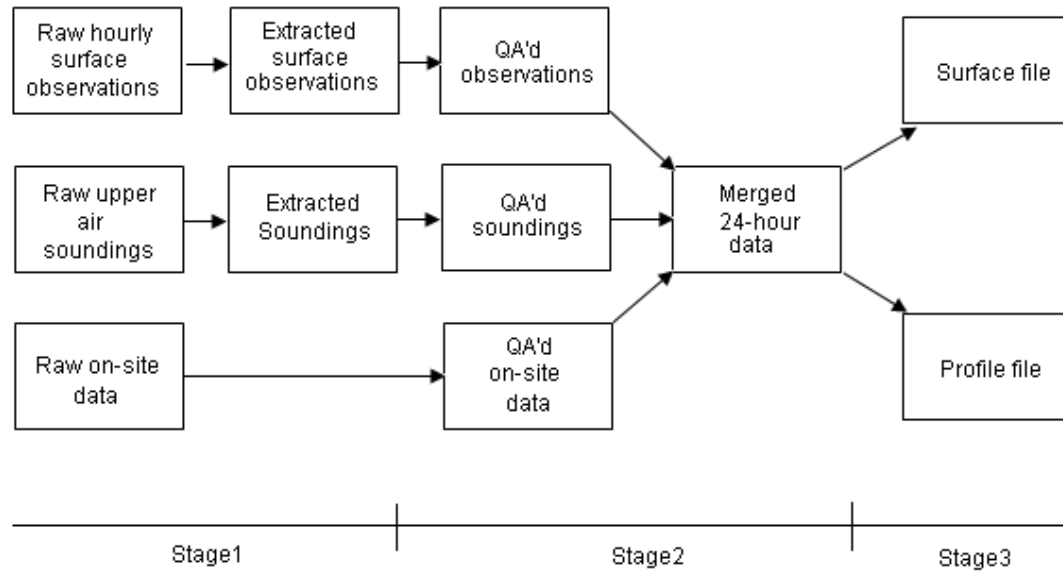 Raw hourly
surface
observations
Extracted
surface
observations
QA'd
observations
Surface file
Raw upper
air
soundings
Extracted
Soundings
QA'd
soundings
Merged
24-hour
data
Raw on-site
data
QA'd
on-site
data
Profile file
Stage1
Stage2
Stage3